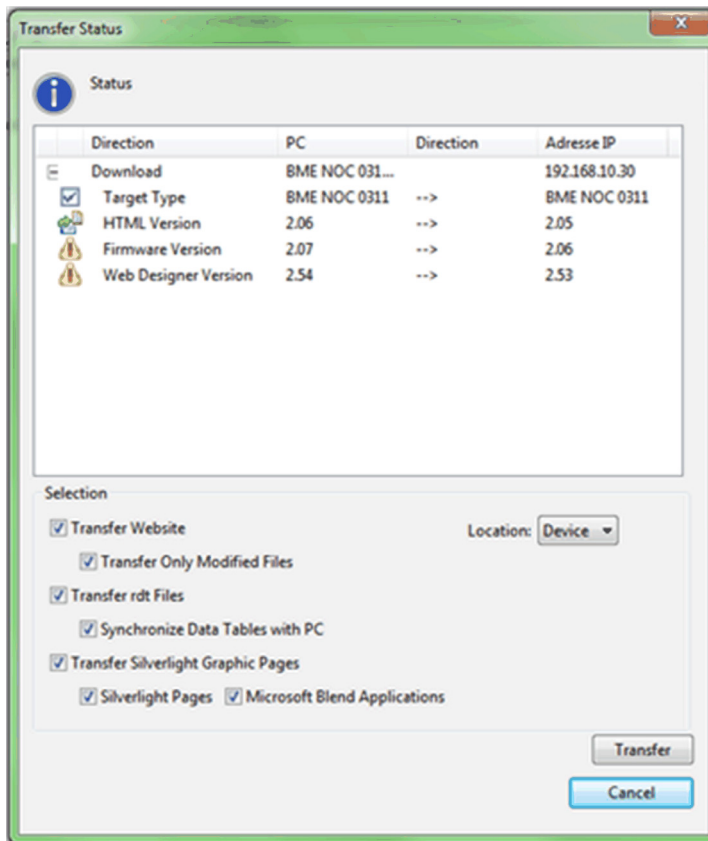 Transfer Status
Status
Direction PC Direction Adresse IP
Download BME NOC 031... 192.168.10.30
Target Type BME NOC 0311 --> BME NOC 0311
HTML Version 2.06 --> 2.05
Firmware Version 2.07 --> 2.06
Web Designer Version 2.54 --> 2.53
Selection
Transfer Website Location: Device
Transfer Only Modified Files
Transfer rdt Files
Synchronize Data Tables with PC
Transfer Silverlight Graphic Pages
Silverlight Pages Microsoft Blend Applications
Transfer
Cancel